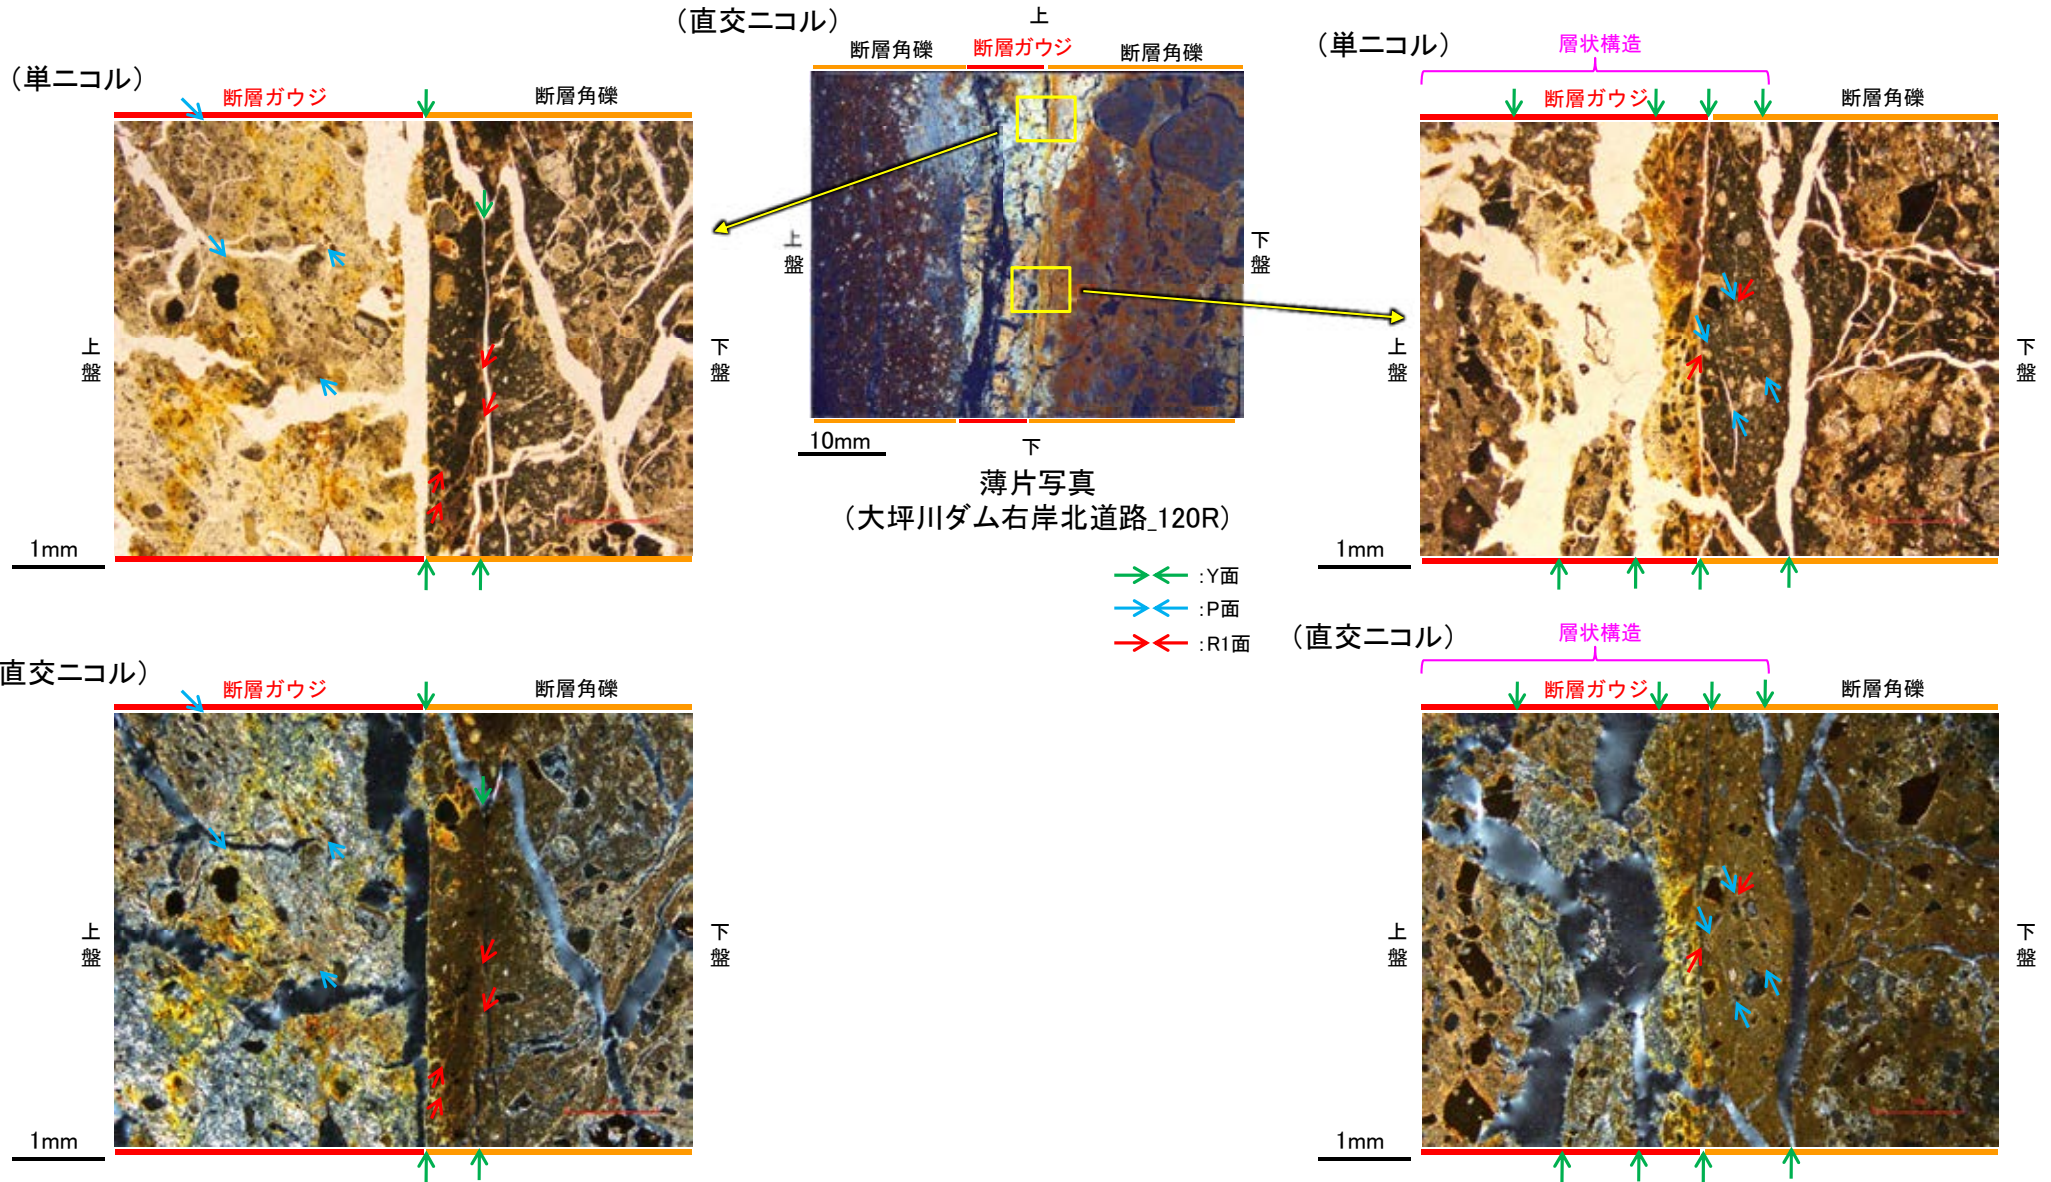 （直交ニコル）
上
断層角礫
断層ガウジ
断層角礫
上盤
下盤
10mm
下
薄片写真
（大坪川ダム右岸北道路_120R）
:Y面
:P面
:R1面
（単ニコル）
断層ガウジ
断層角礫
上盤
下盤
1mm
直交ニコル）
断層ガウジ
断層角礫
上盤
下盤
1mm
（単ニコル）
層状構造
断層ガウジ
断層角礫
上盤
下盤
1mm
（直交ニコル）
層状構造
断層ガウジ
断層角礫
上盤
下盤
1mm